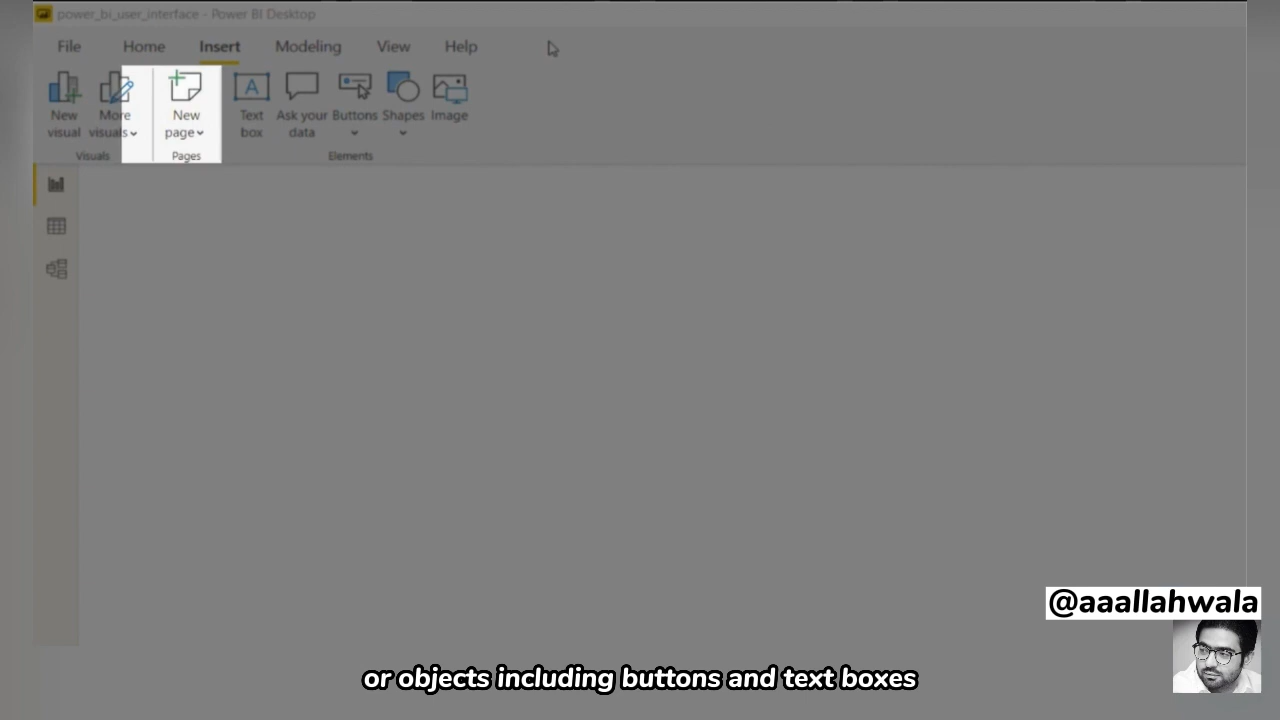 power_bi_user_interface - Power BI Desktop
File Home Insert Modeling View Help
New visual
More visuals
New page
Text box
Ask your data
Buttons
Shapes
Image
Visuals
Pages
Elements
@aaallahwala
or objects including buttons and text boxes